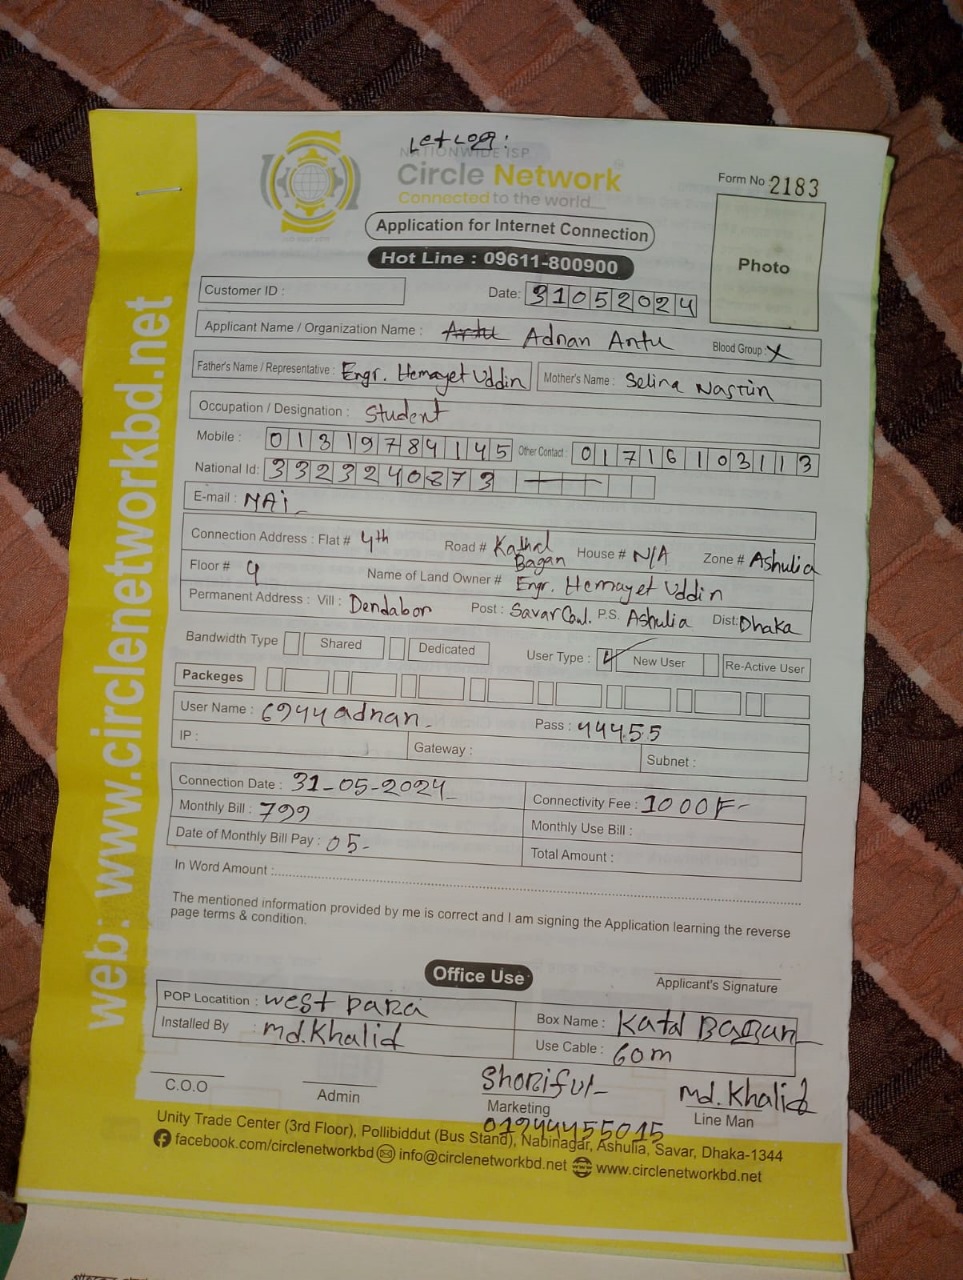 NATIONWIDE ISP
Circle Network
Connected to the world
Form No 2183
Application for Internet Connection
Photo
Hot Line : 09611-800900
Customer ID :
Date: 31052024
Applicant Name / Organization Name : Adnan Antu Blood Group : X
Father's Name / Representative : Engr. Hemayet Uddin Mother's Name : Selina Nasrin
Occupation / Designation : Student
Mobile : 01319784145 Other Contact : 01716103113
National Id: 3323240873
E-mail : NAi
Connection Address : Flat # 4th Road # Kathal Bagan House # N/A Zone # Ashulia
Floor # 4 Name of Land Owner # Engr. Hemayet Uddin
Permanent Address : Vill : Dendabor Post : Savar Cant. P.S. Ashulia Dist: Dhaka
Bandwidth Type Shared Dedicated User Type : New User Re-Active User
Packeges
User Name : 6944adnan Pass : 44455
IP : Gateway : Subnet :
Connection Date : 31-05-2024 Connectivity Fee : 1000/-
Monthly Bill : 799 Monthly Use Bill :
Date of Monthly Bill Pay : 05- Total Amount :
In Word Amount :
The mentioned information provided by me is correct and I am signing the Application learning the reverse
page terms & condition.
Applicant's Signature
Office Use
POP Locatition : west para Box Name : Katal Bagan
Installed By : md.Khalid Use Cable : 60m
Shoriful- md.Khalid
C.O.O Admin Marketing Line Man
01944455015
Unity Trade Center (3rd Floor), Pollibiddut (Bus Stand), Nabinagar, Ashulia, Savar, Dhaka-1344
facebook.com/circlenetworkbd info@circlenetworkbd.net www.circlenetworkbd.net
web: www.circlenetworkbd.net